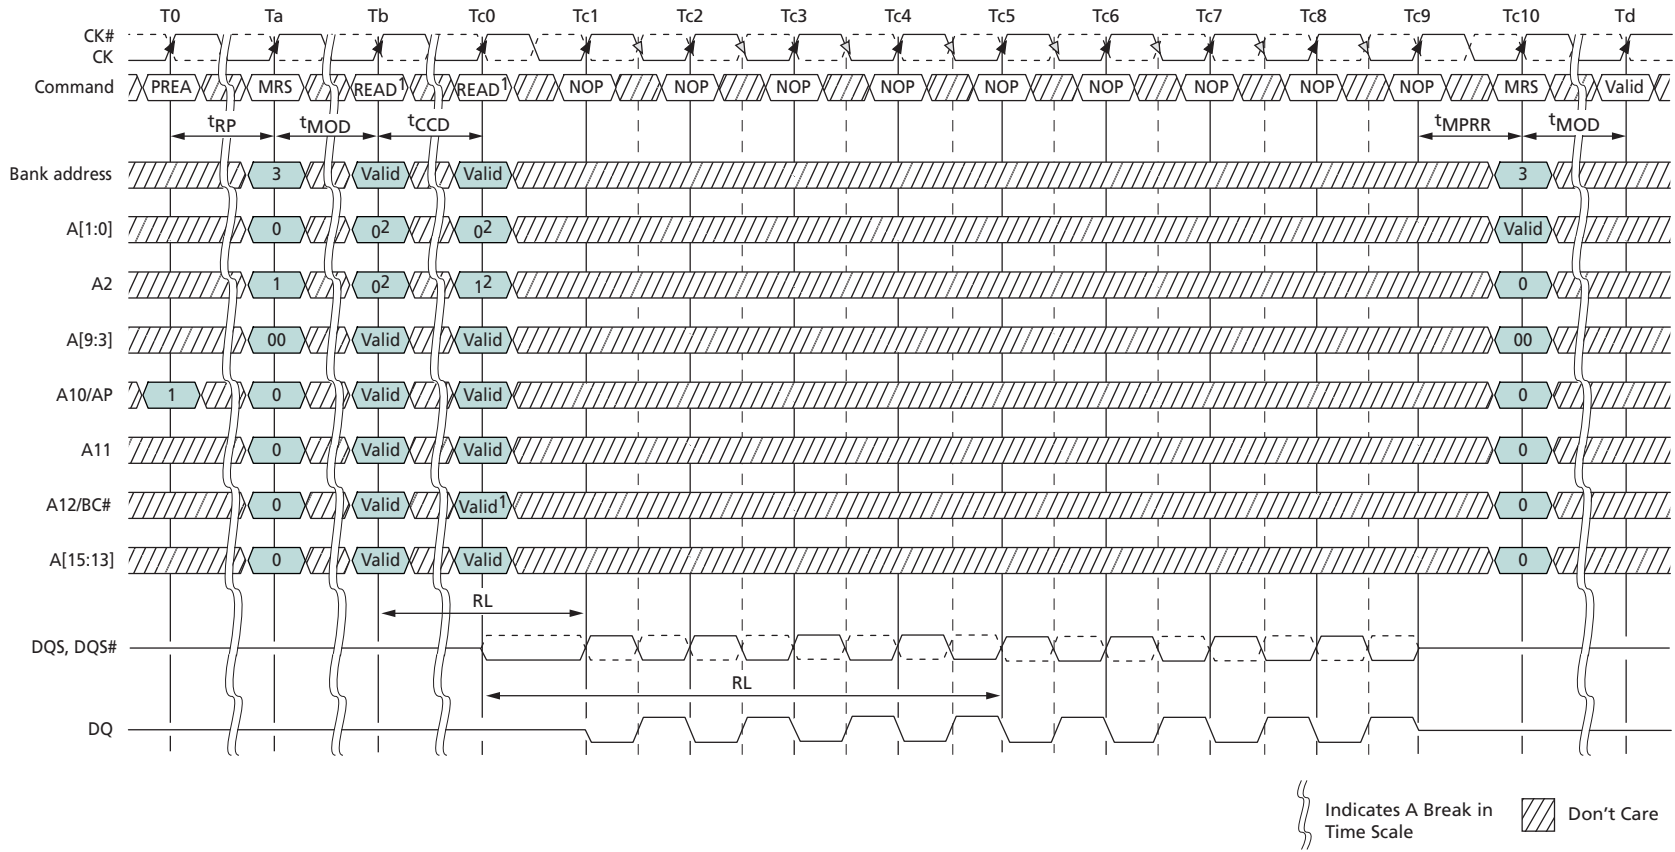 T0 Ta Tb Tc0 Tc1 Tc2 Tc3 Tc4 Tc5 Tc6 Tc7 Tc8 Tc9 Tc10 Td
CK#
CK
Command PREA MRS READ1 READ1 NOP NOP NOP NOP NOP NOP NOP NOP NOP MRS Valid
tRP tMOD tCCD tMPRR tMOD
Bank address 3 Valid Valid 3
A[1:0] 0 02 02 Valid
A2 1 02 12 0
A[9:3] 00 Valid Valid 00
A10/AP 1 0 Valid Valid 0
A11 0 Valid Valid 0
A12/BC# 0 Valid Valid1 0
A[15:13] 0 Valid Valid 0
RL
DQS, DQS#
RL
DQ
Indicates A Break in
Time Scale
Don't Care